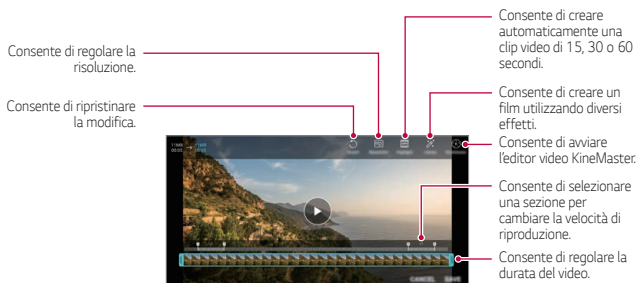 Consente di regolare la
risoluzione.
Consente di ripristinare
la modifica.
Consente di creare
automaticamente una
clip video di 15, 30 o 60
secondi.
Consente di creare un
film utilizzando diversi
effetti.
Consente di avviare
l'editor video KineMaster.
Consente di selezionare
una sezione per
cambiare la velocità di
riproduzione.
Consente di regolare la
durata del video.
CANCEL SAVE